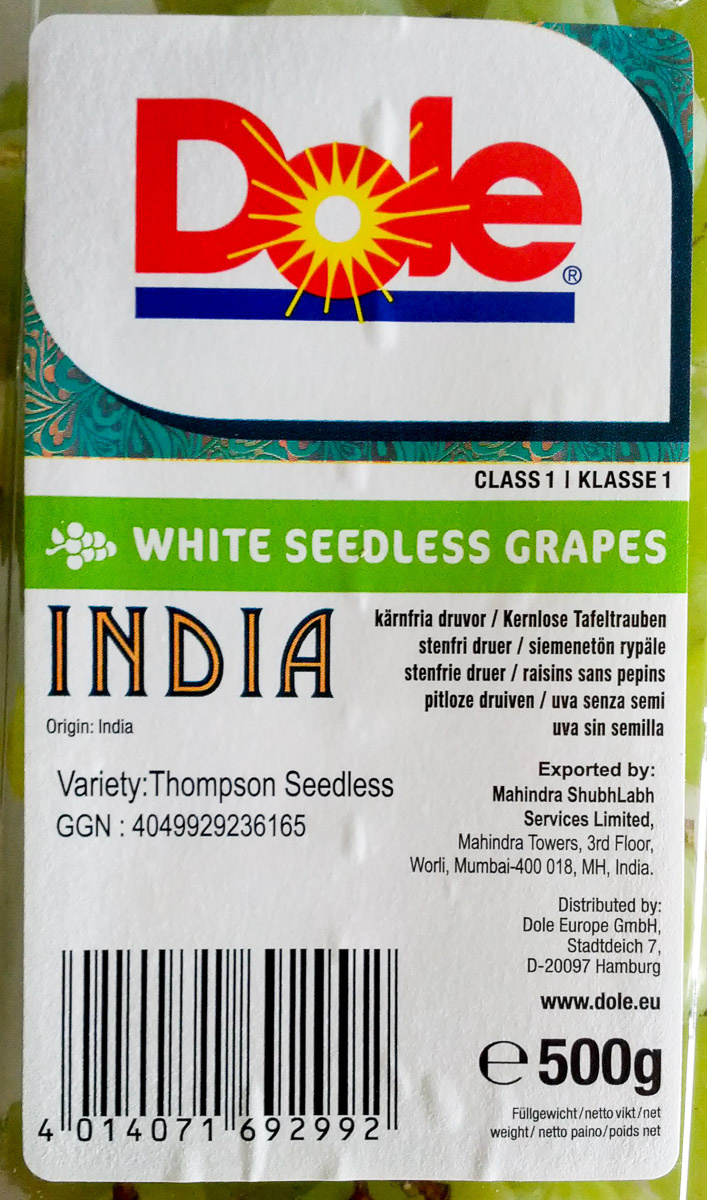 Dole®
CLASS 1 | KLASSE 1
WHITE SEEDLESS GRAPES
INDIA
Origin: India
kärnfria druvor / Kernlose Tafeltrauben
stenfri druer / siemenetön rypäle
stenfrie druer / raisins sans pepins
pitloze druiven / uva senza semi
uva sin semilla
Variety:Thompson Seedless
GGN : 4049929236165
Exported by:
Mahindra ShubhLabh
Services Limited,
Mahindra Towers, 3rd Floor,
Worli, Mumbai-400 018, MH, India.
Distributed by:
Dole Europe GmbH,
Stadtdeich 7,
D-20097 Hamburg
www.dole.eu
℮ 500g
Füllgewicht/netto vikt/net
weight/ netto paino/poids net
4 014071 692992